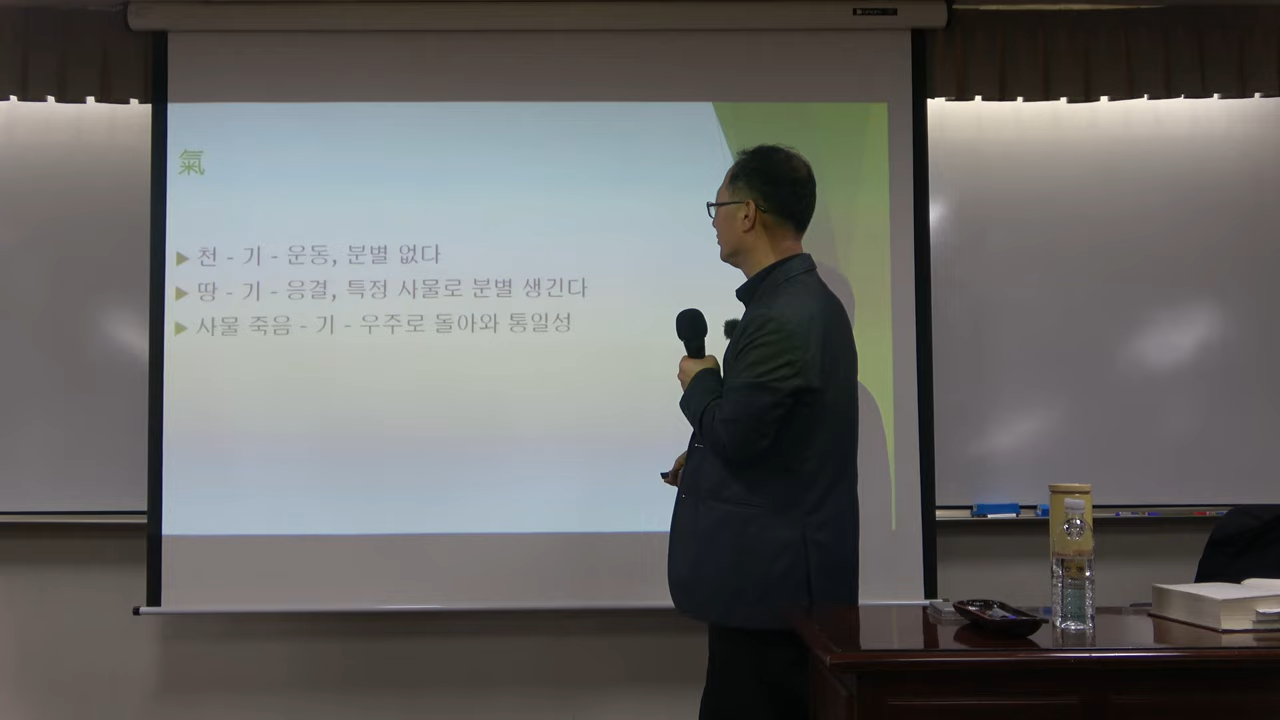 氣
천 - 기 - 운동, 분별 없다
땅 - 기 - 응결, 특정 사물로 분별 생긴다
사물 죽음 - 기 - 우주로 돌아와 통일성